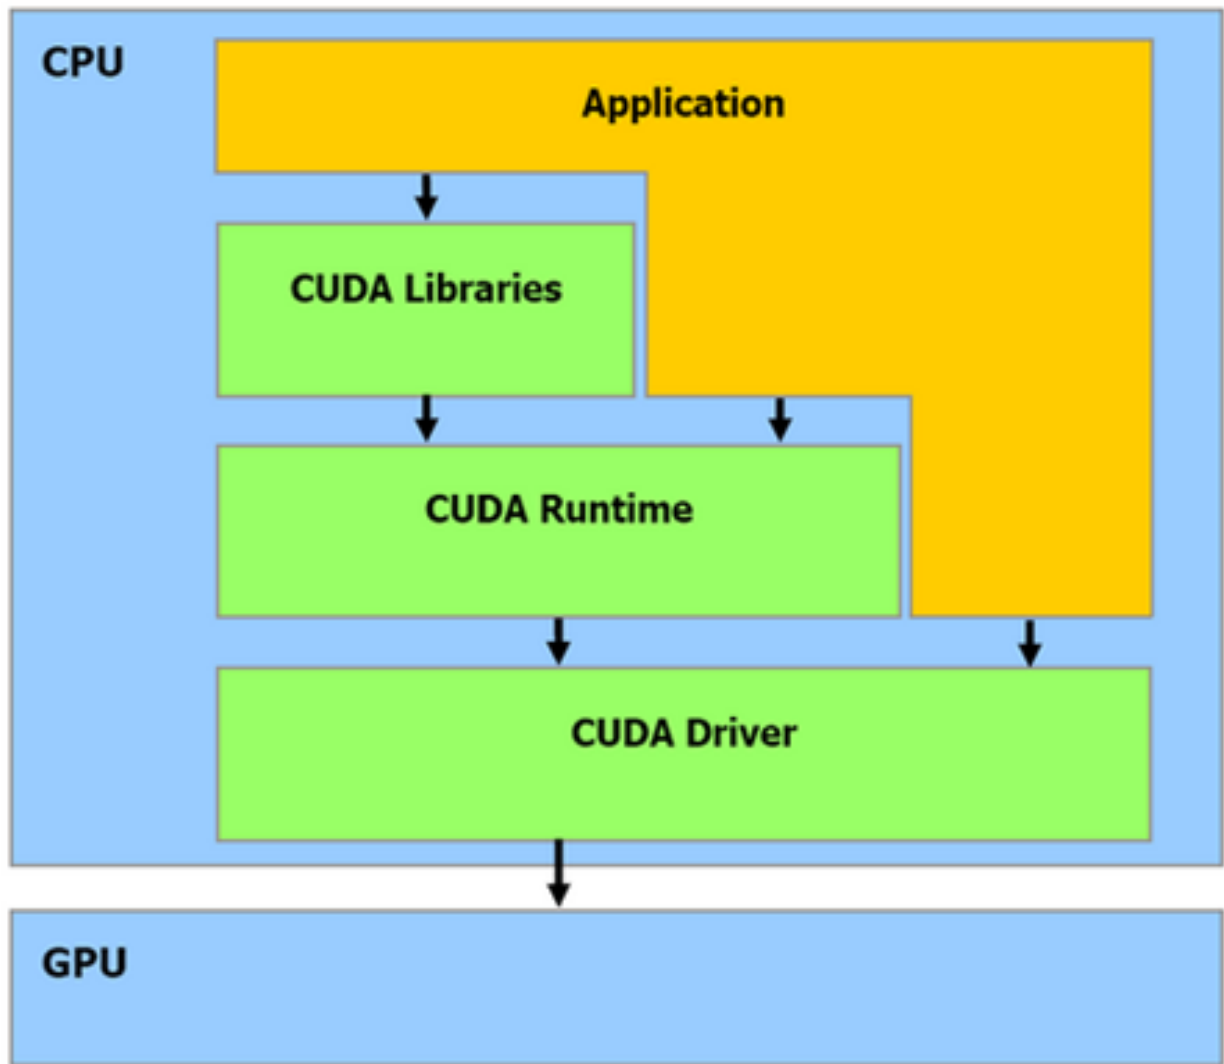 CPU
Application
CUDA Libraries
CUDA Runtime
CUDA Driver
GPU